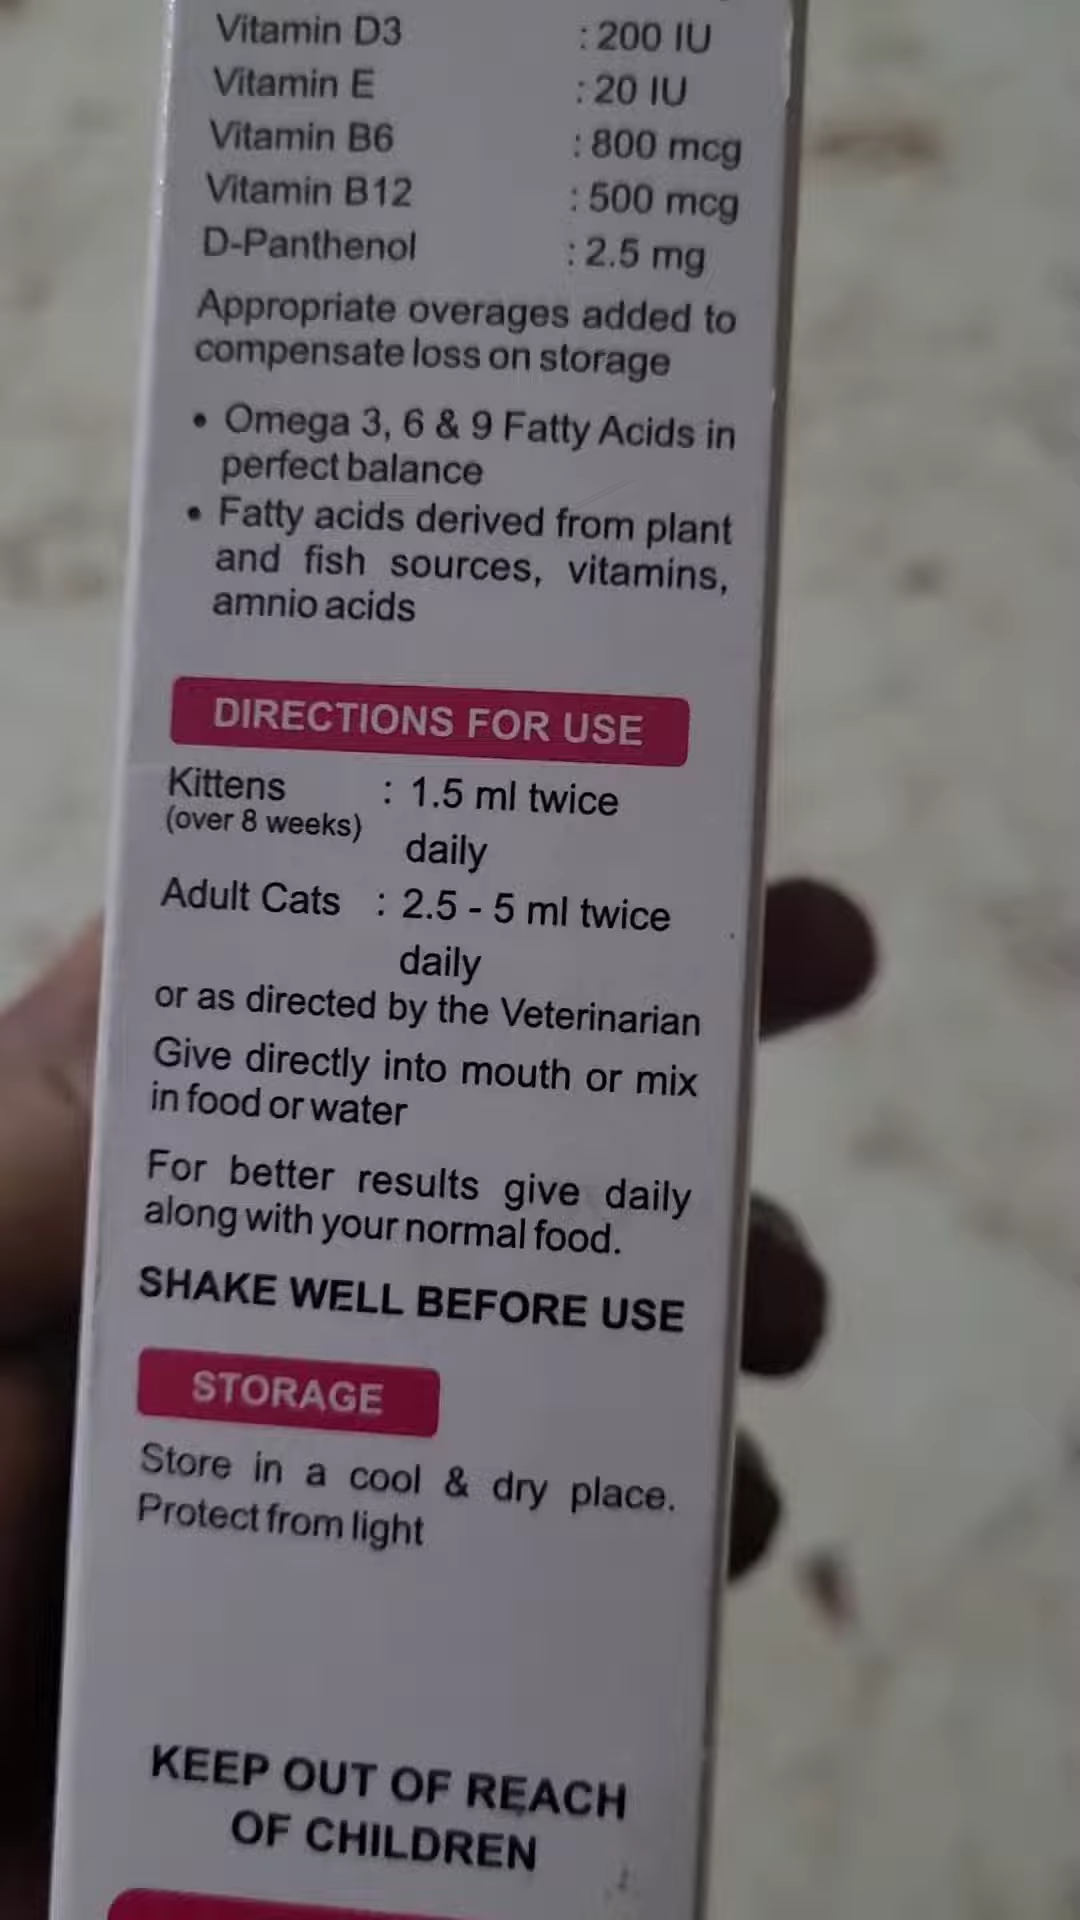 Vitamin D3 : 200 IU
Vitamin E : 20 IU
Vitamin B6 : 800 mcg
Vitamin B12 : 500 mcg
D-Panthenol : 2.5 mg
Appropriate overages added to
compensate loss on storage
• Omega 3, 6 & 9 Fatty Acids in
perfect balance
• Fatty acids derived from plant
and fish sources, vitamins,
amnio acids
DIRECTIONS FOR USE
Kittens : 1.5 ml twice
(over 8 weeks)
daily
Adult Cats : 2.5 - 5 ml twice
daily
or as directed by the Veterinarian
Give directly into mouth or mix
in food or water
For better results give daily
along with your normal food.
SHAKE WELL BEFORE USE
STORAGE
Store in a cool & dry place.
Protect from light
KEEP OUT OF REACH
OF CHILDREN